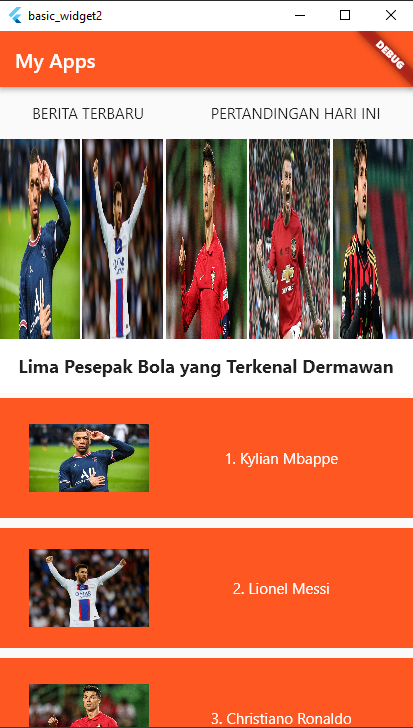 basic_widget2
My Apps
DEBUG
BERITA TERBARU PERTANDINGAN HARI INI
Lima Pesepak Bola yang Terkenal Dermawan
1. Kylian Mbappe
2. Lionel Messi
3. Christiano Ronaldo